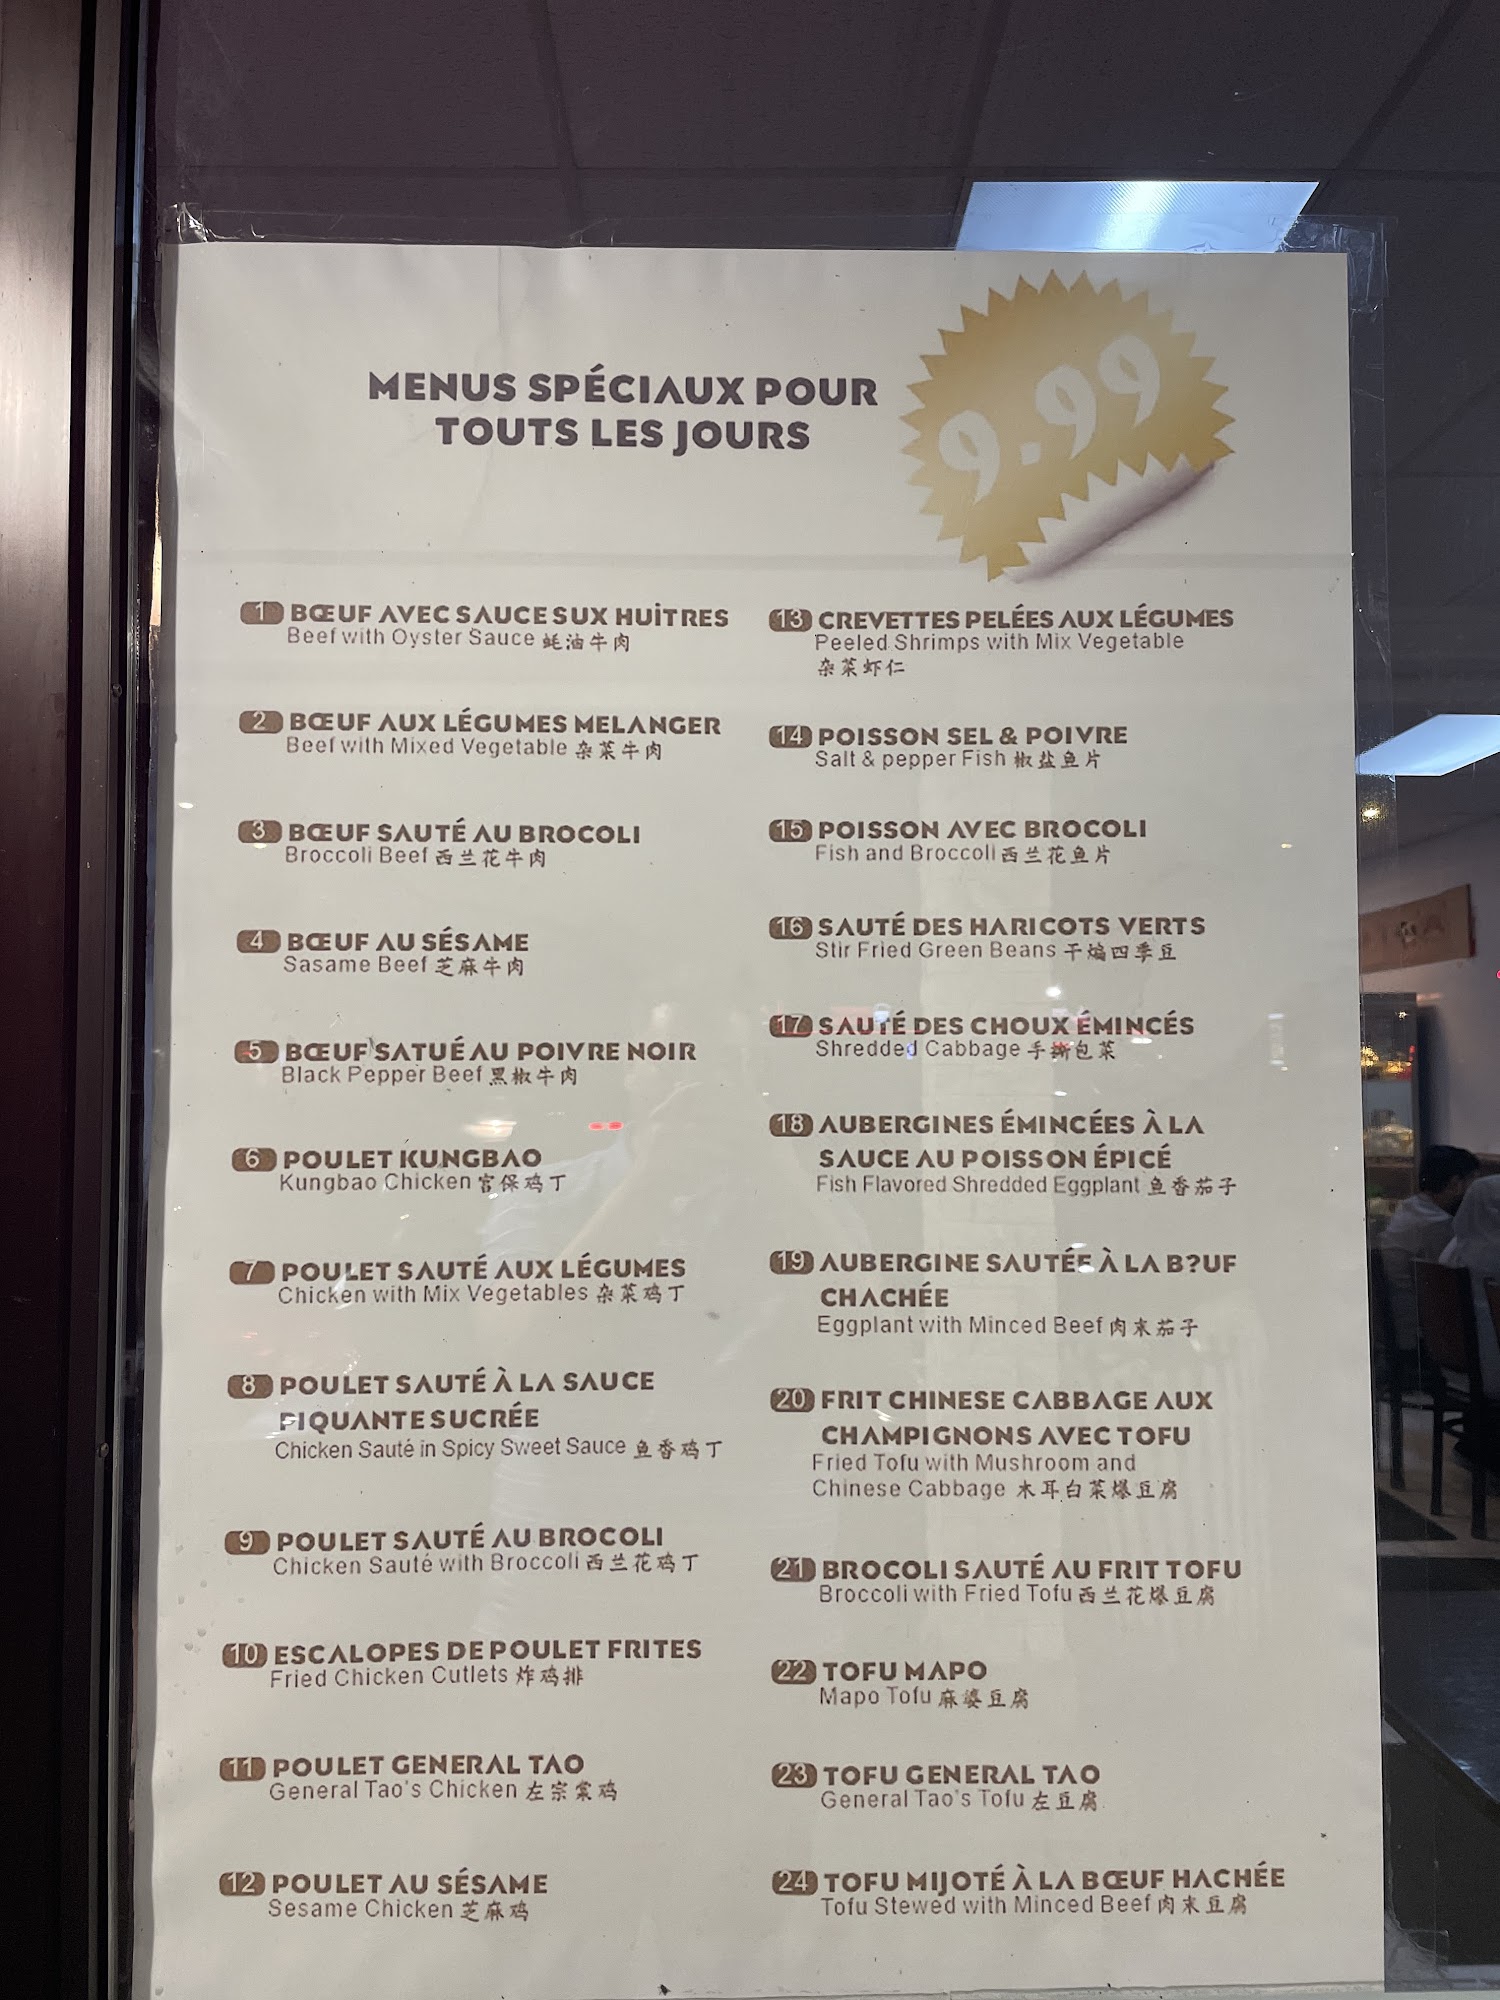 MENUS SPÉCIAUX POUR
TOUTS LES JOURS
9.99
1 BŒUF AVEC SAUCE SUX HUİTRES
Beef with Oyster Sauce 蚝油牛肉
2 BŒUF AUX LÉGUMES MELANGER
Beef with Mixed Vegetable 杂菜牛肉
3 BŒUF SAUTÉ AU BROCOLI
Broccoli Beef 西兰花牛肉
4 BŒUF AU SÉSAME
Sasame Beef 芝麻牛肉
5 BŒUF SATUÉ AU POIVRE NOIR
Black Pepper Beef 黑椒牛肉
6 POULET KUNGBAO
Kungbao Chicken 宫保鸡丁
7 POULET SAUTÉ AUX LÉGUMES
Chicken with Mix Vegetables 杂菜鸡丁
8 POULET SAUTÉ À LA SAUCE
PIQUANTE SUCRÉE
Chicken Sauté in Spicy Sweet Sauce 鱼香鸡丁
9 POULET SAUTÉ AU BROCOLI
Chicken Sauté with Broccoli 西兰花鸡丁
10 ESCALOPES DE POULET FRITES
Fried Chicken Cutlets 炸鸡排
11 POULET GENERAL TAO
General Tao's Chicken 左宗棠鸡
12 POULET AU SÉSAME
Sesame Chicken 芝麻鸡
13 CREVETTES PELÉES AUX LÉGUMES
Peeled Shrimps with Mix Vegetable
杂菜虾仁
14 POISSON SEL & POIVRE
Salt & pepper Fish 椒盐鱼片
15 POISSON AVEC BROCOLI
Fish and Broccoli 西兰花鱼片
16 SAUTÉ DES HARICOTS VERTS
Stir Fried Green Beans 干煸四季豆
17 SAUTÉ DES CHOUX ÉMINCÉS
Shredded Cabbage 手撕包菜
18 AUBERGINES ÉMINCÉES À LA
SAUCE AU POISSON ÉPICÉ
Fish Flavored Shredded Eggplant 鱼香茄子
19 AUBERGINE SAUTÉE À LA B?UF
CHACHÉE
Eggplant with Minced Beef 肉末茄子
20 FRIT CHINESE CABBAGE AUX
CHAMPIGNONS AVEC TOFU
Fried Tofu with Mushroom and
Chinese Cabbage 木耳白菜爆豆腐
21 BROCOLI SAUTÉ AU FRIT TOFU
Broccoli with Fried Tofu 西兰花爆豆腐
22 TOFU MAPO
Mapo Tofu 麻婆豆腐
23 TOFU GENERAL TAO
General Tao's Tofu 左豆腐
24 TOFU MIJOTÉ À LA BŒUF HACHÉE
Tofu Stewed with Minced Beef 肉末豆腐